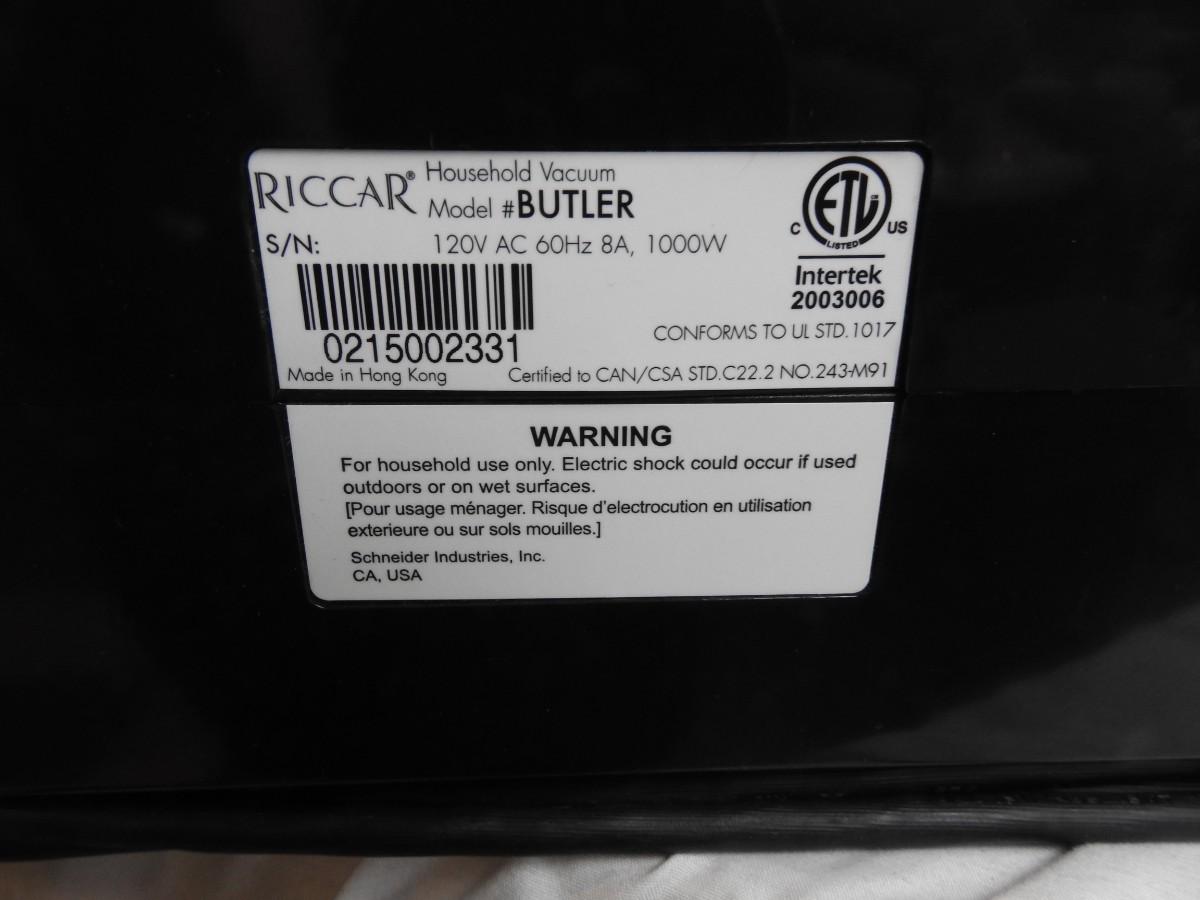 RICCAR®
Household Vacuum
Model #BUTLER
S/N:
120V AC 60Hz 8A, 1000W
0215002331
Made in Hong Kong
C ETL US
LISTED
Intertek
2003006
CONFORMS TO UL STD.1017
Certified to CAN/CSA STD.C22.2 NO.243-M91
WARNING
For household use only. Electric shock could occur if used
outdoors or on wet surfaces.
[Pour usage ménager. Risque d'electrocution en utilisation
exterieure ou sur sols mouilles.]
Schneider Industries, Inc.
CA, USA